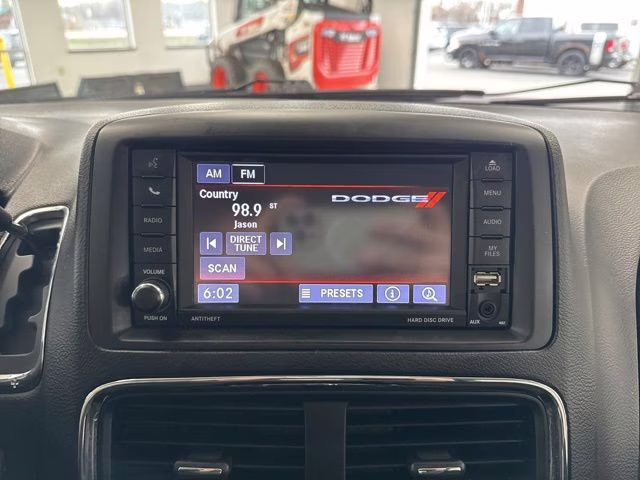 AM FM
Country
98.9 ST
Jason
DIRECT
TUNE
SCAN
6:02
PRESETS
DODGE
RADIO
MEDIA
VOLUME
PUSH ON
ANTITHEFT
HARD DISC DRIVE
LOAD
MENU
AUDIO
MY
FILES
AUX